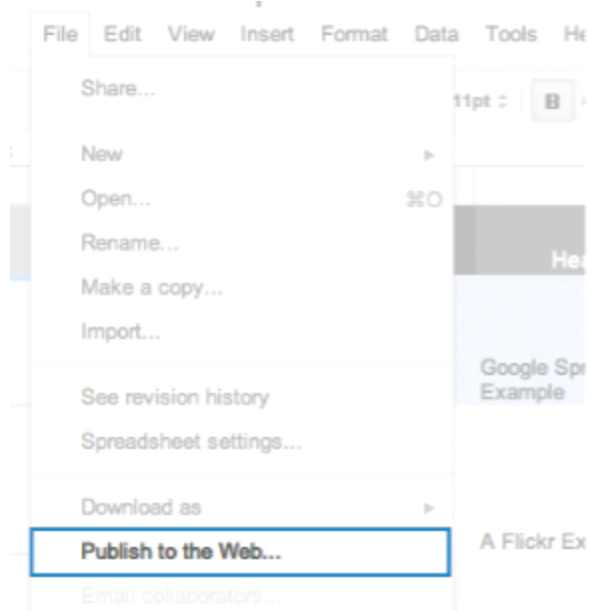 File Edit View Insert Format Data Tools He
Share...
11pt B
New
Open... ⌘O
Rename...
Hea
Make a copy...
Import...
Google Spr
Example
See revision history
Spreadsheet settings...
Download as
Publish to the Web...
A Flickr Ex
Email collaborators...